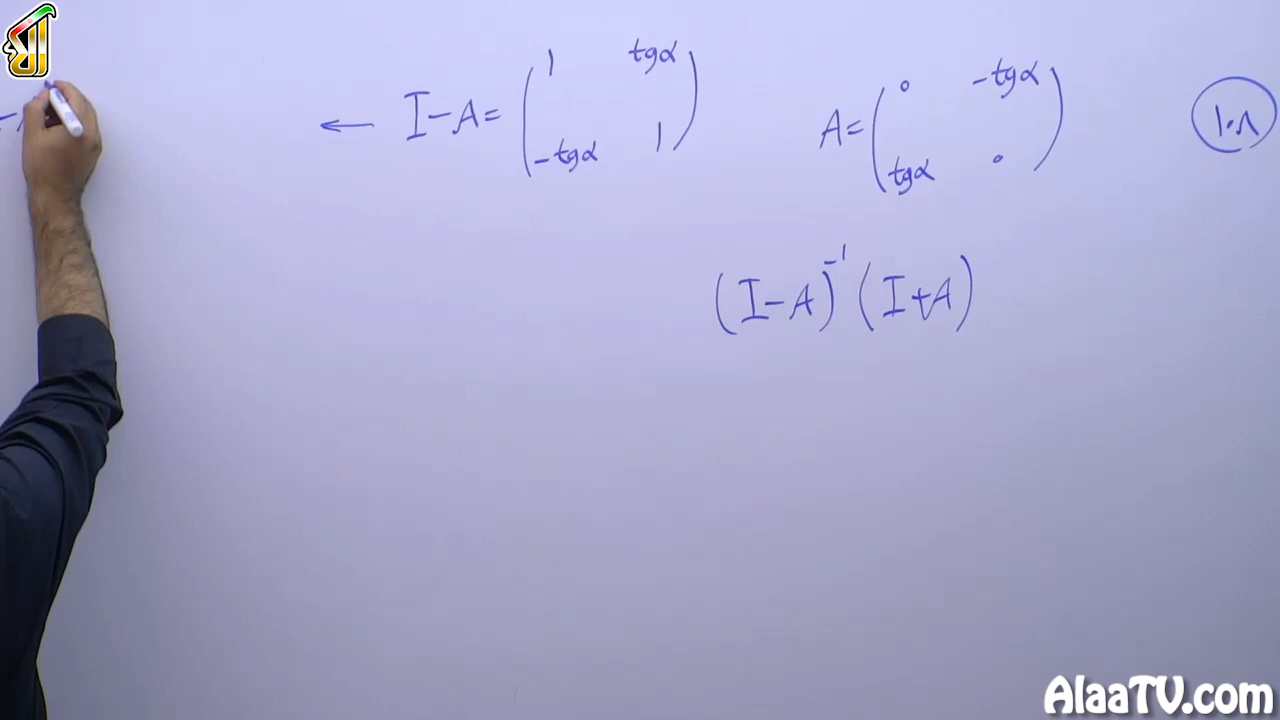 ۱۰۸
A = ( ۰ -tgα
tgα ۰ )
I-A = ( 1 tgα
-tgα 1 ) ←
(I-A)⁻¹ (I+A)
AlaaTV.com